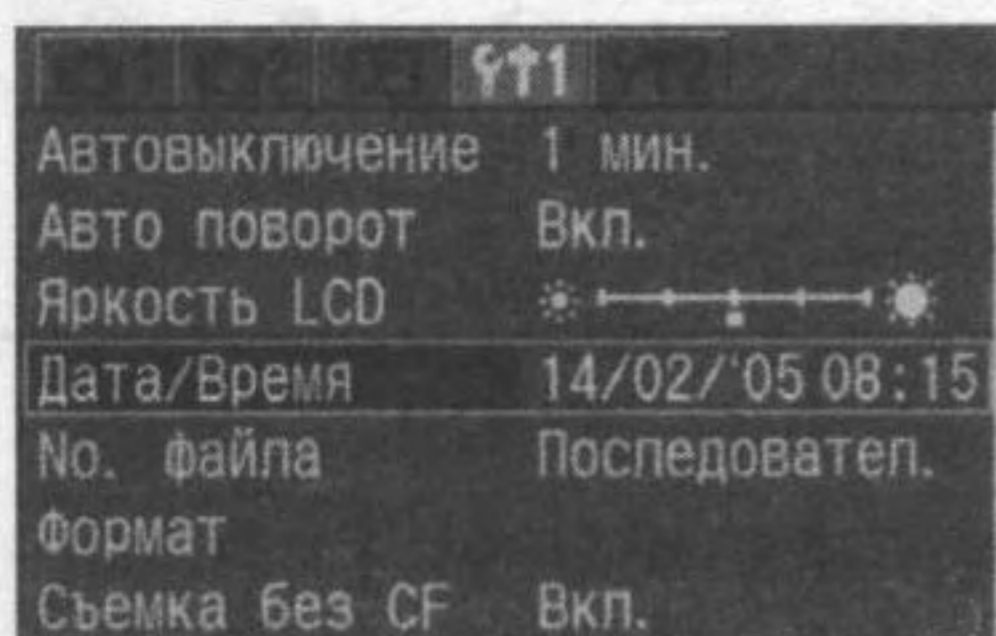 1
Автовыключение 1 мин.
Авто поворот Вкл.
Яркость LCD
Дата/Время 14/02/'05 08:15
No. файла Последовател.
Формат
Съемка без CF Вкл.